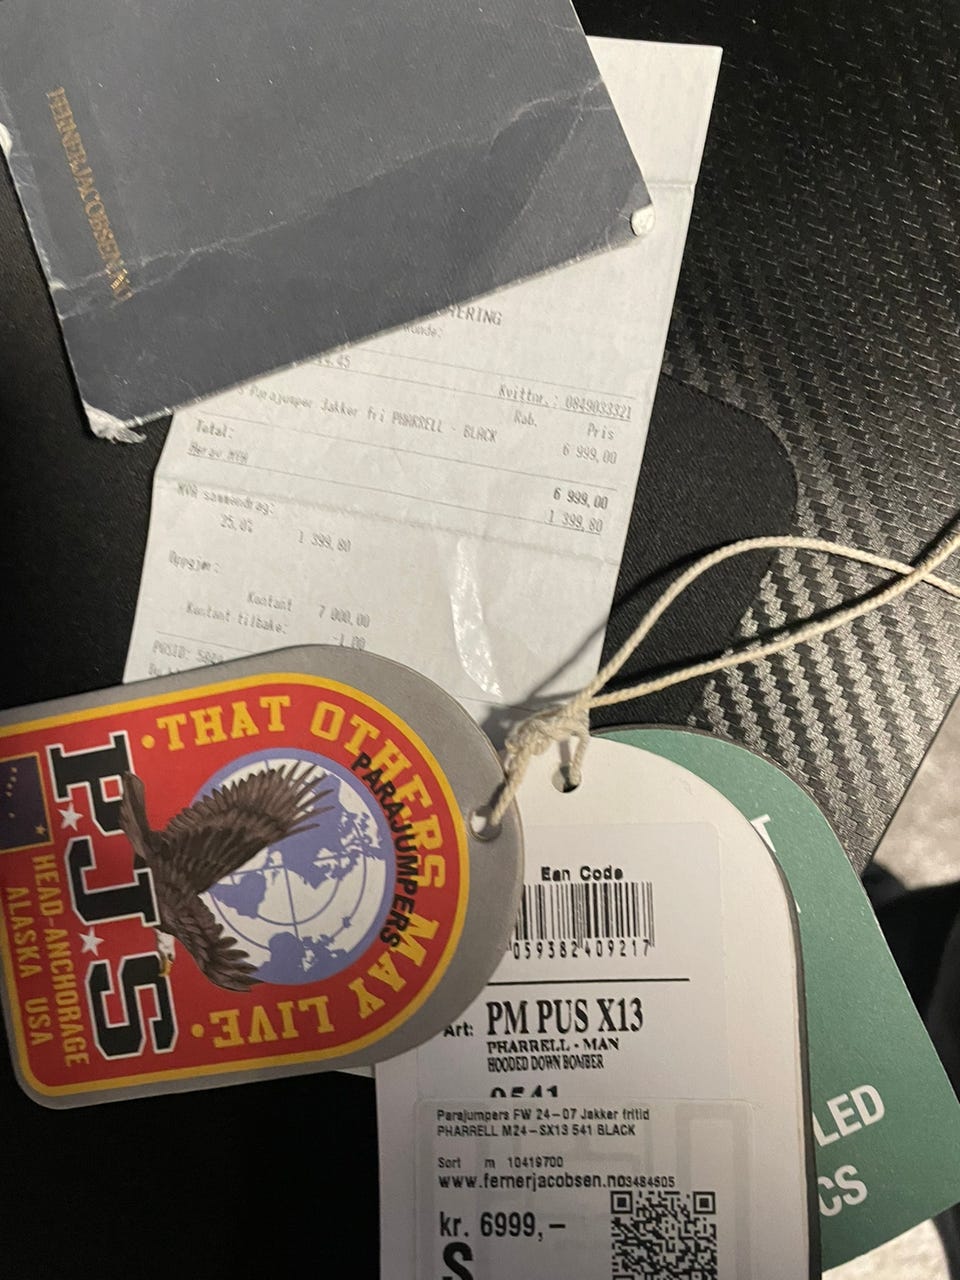 FERNERJACOBSEN
Kvittnr.: 0849033321
Rab. Pris
Parajumper Jakker fri PHARRELL - BLACK 6 999,00
Total: 6 999,00
Herav MVA 1 399,80
MVA sammendrag:
25,0% 1 399,80
Oppgjør:
Kontant 7 000,00
Kontant tilbake: -1,00
·THAT OTHERS MAY LIVE·
PARAJUMPERS
PJS
HEAD-ANCHORAGE
ALASKA USA
Ean Code
059382409217
Art: PM PUS X13
PHARRELL - MAN
HOODED DOWN BOMBER
0541
Parajumpers FW 24-07 Jakker fritid
PHARRELL M24-SX13 541 BLACK
Sort m 10419700
www.fernerjacobsen.no 3484605
kr. 6999,-
S
LED
CS